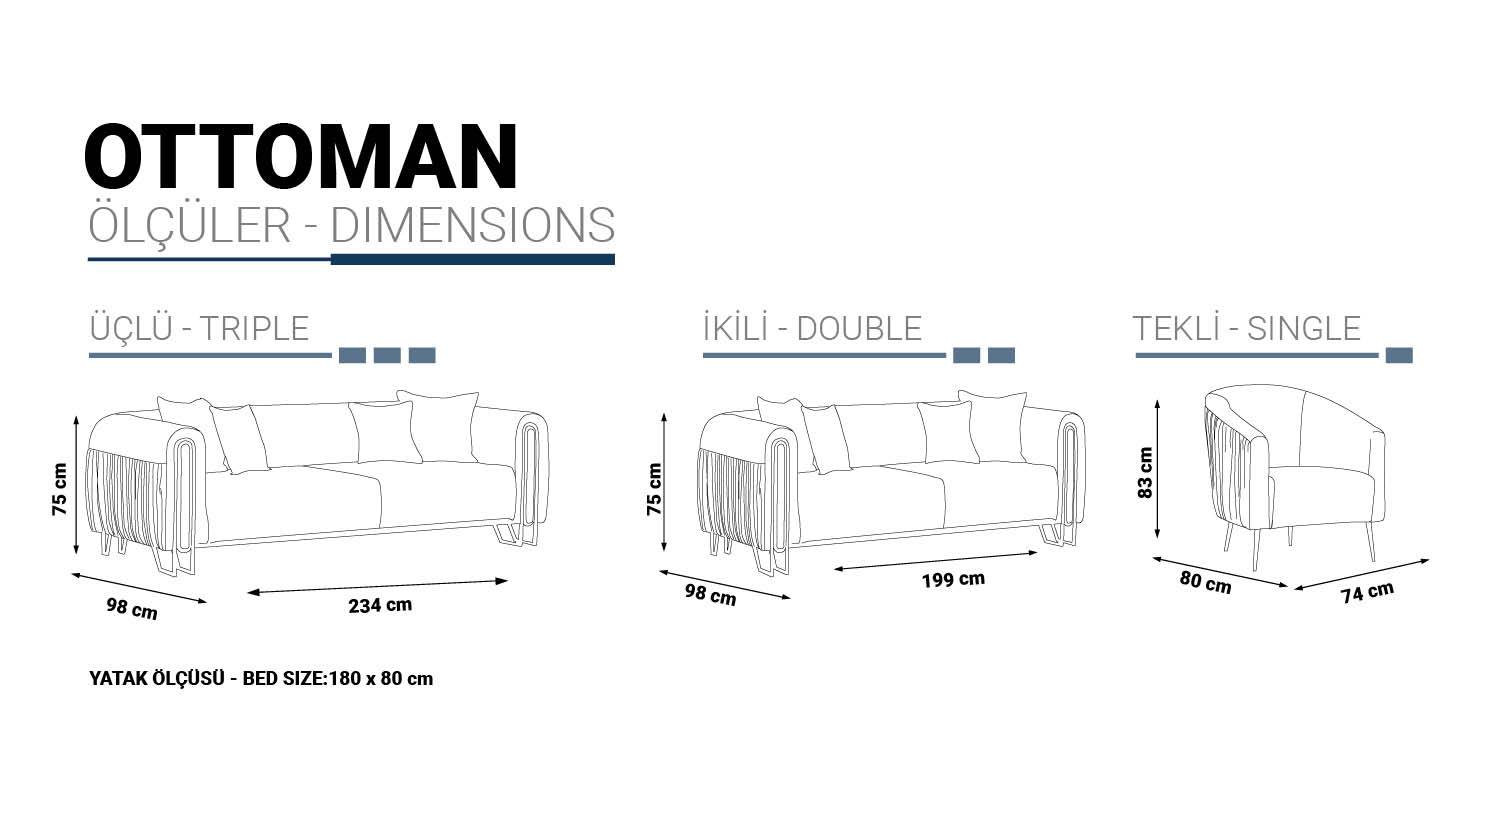 OTTOMAN
ÖLÇÜLER - DIMENSIONS
ÜÇLÜ - TRIPLE
75 cm
98 cm
234 cm
İKİLİ - DOUBLE
75 cm
98 cm
199 cm
TEKLİ - SINGLE
83 cm
80 cm
74 cm
YATAK ÖLÇÜSÜ - BED SIZE:180 x 80 cm